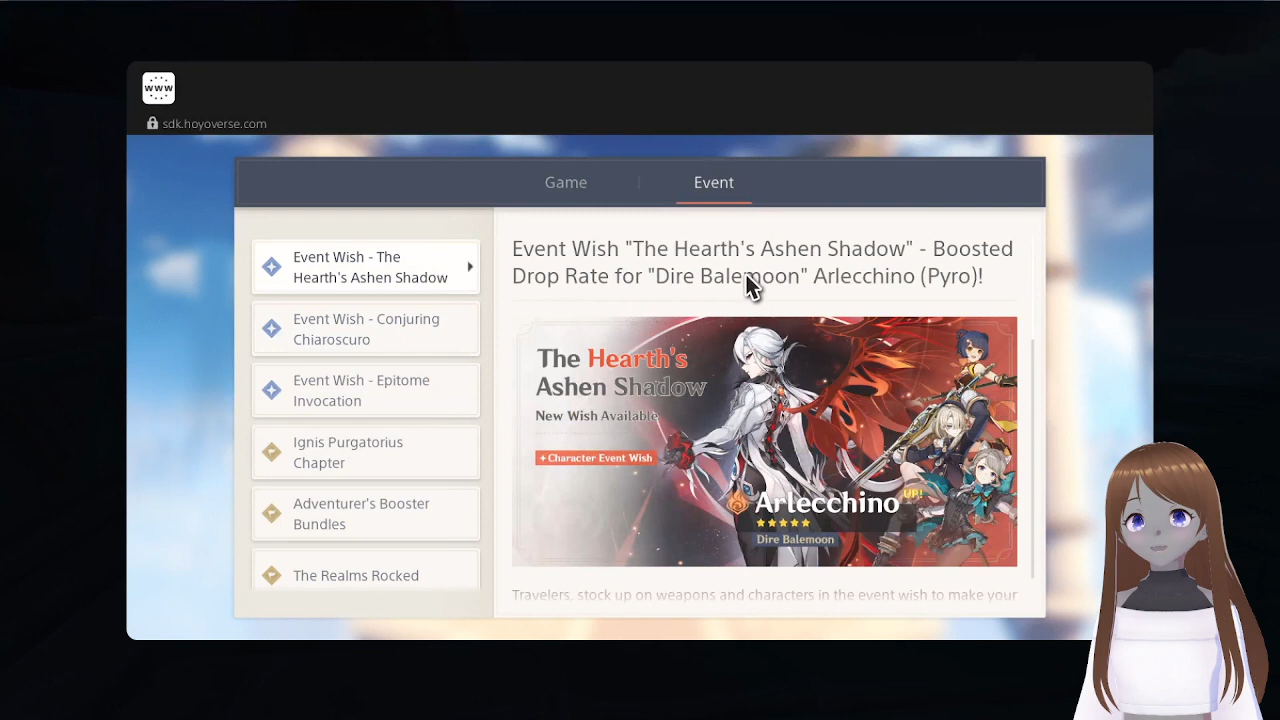 www
sdk.hoyoverse.com
Game
Event
Event Wish - The
Hearth's Ashen Shadow
Event Wish - Conjuring
Chiaroscuro
Event Wish - Epitome
Invocation
Ignis Purgatorius
Chapter
Adventurer's Booster
Bundles
The Realms Rocked
Event Wish "The Hearth's Ashen Shadow" - Boosted
Drop Rate for "Dire Balemoon" Arlecchino (Pyro)!
The Hearth's
Ashen Shadow
New Wish Available
+ Character Event Wish
Arlecchino UP!
Dire Balemoon
Travelers, stock up on weapons and characters in the event wish to make your